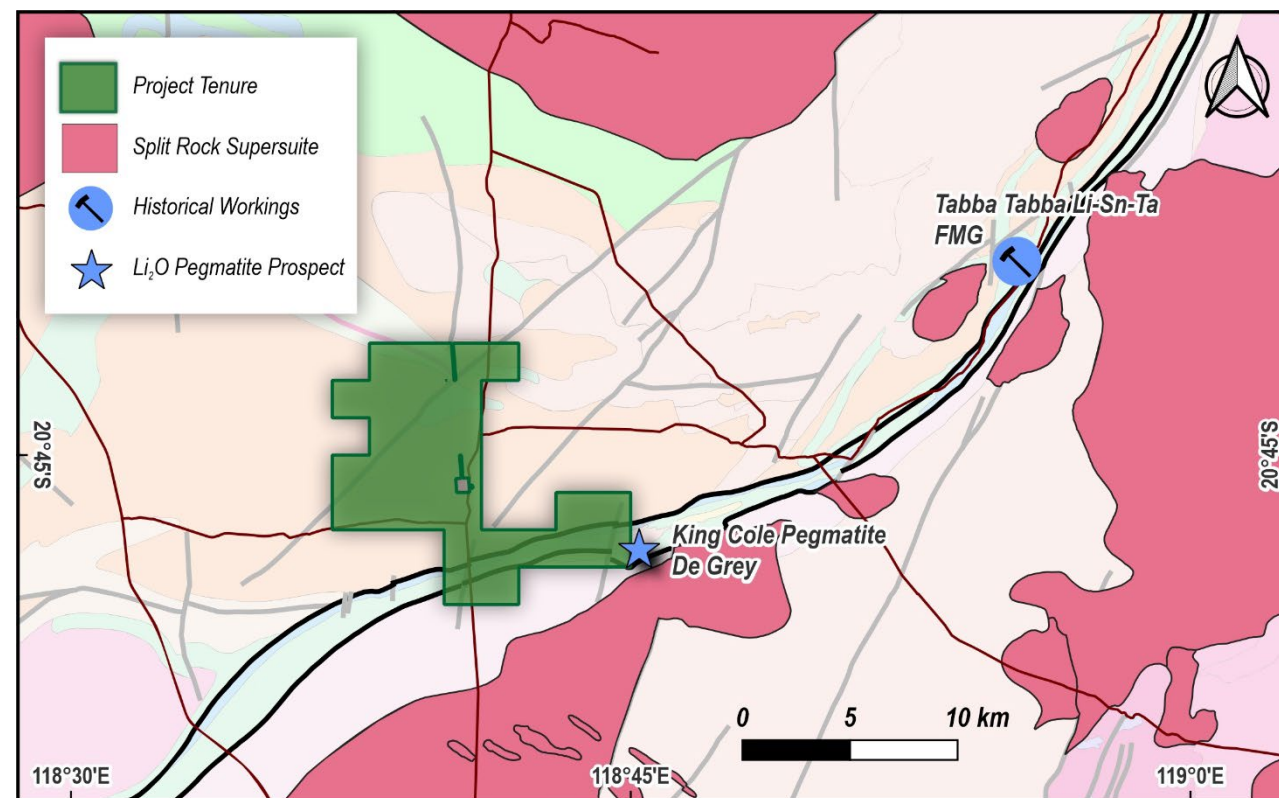 Project Tenure
Split Rock Supersuite
Historical Workings
Li₂O Pegmatite Prospect
Tabba Tabba Li-Sn-Ta
FMG
20°45'S
20°45'S
King Cole Pegmatite
De Grey
0 5 10 km
118°30'E
118°45'E
119°0'E